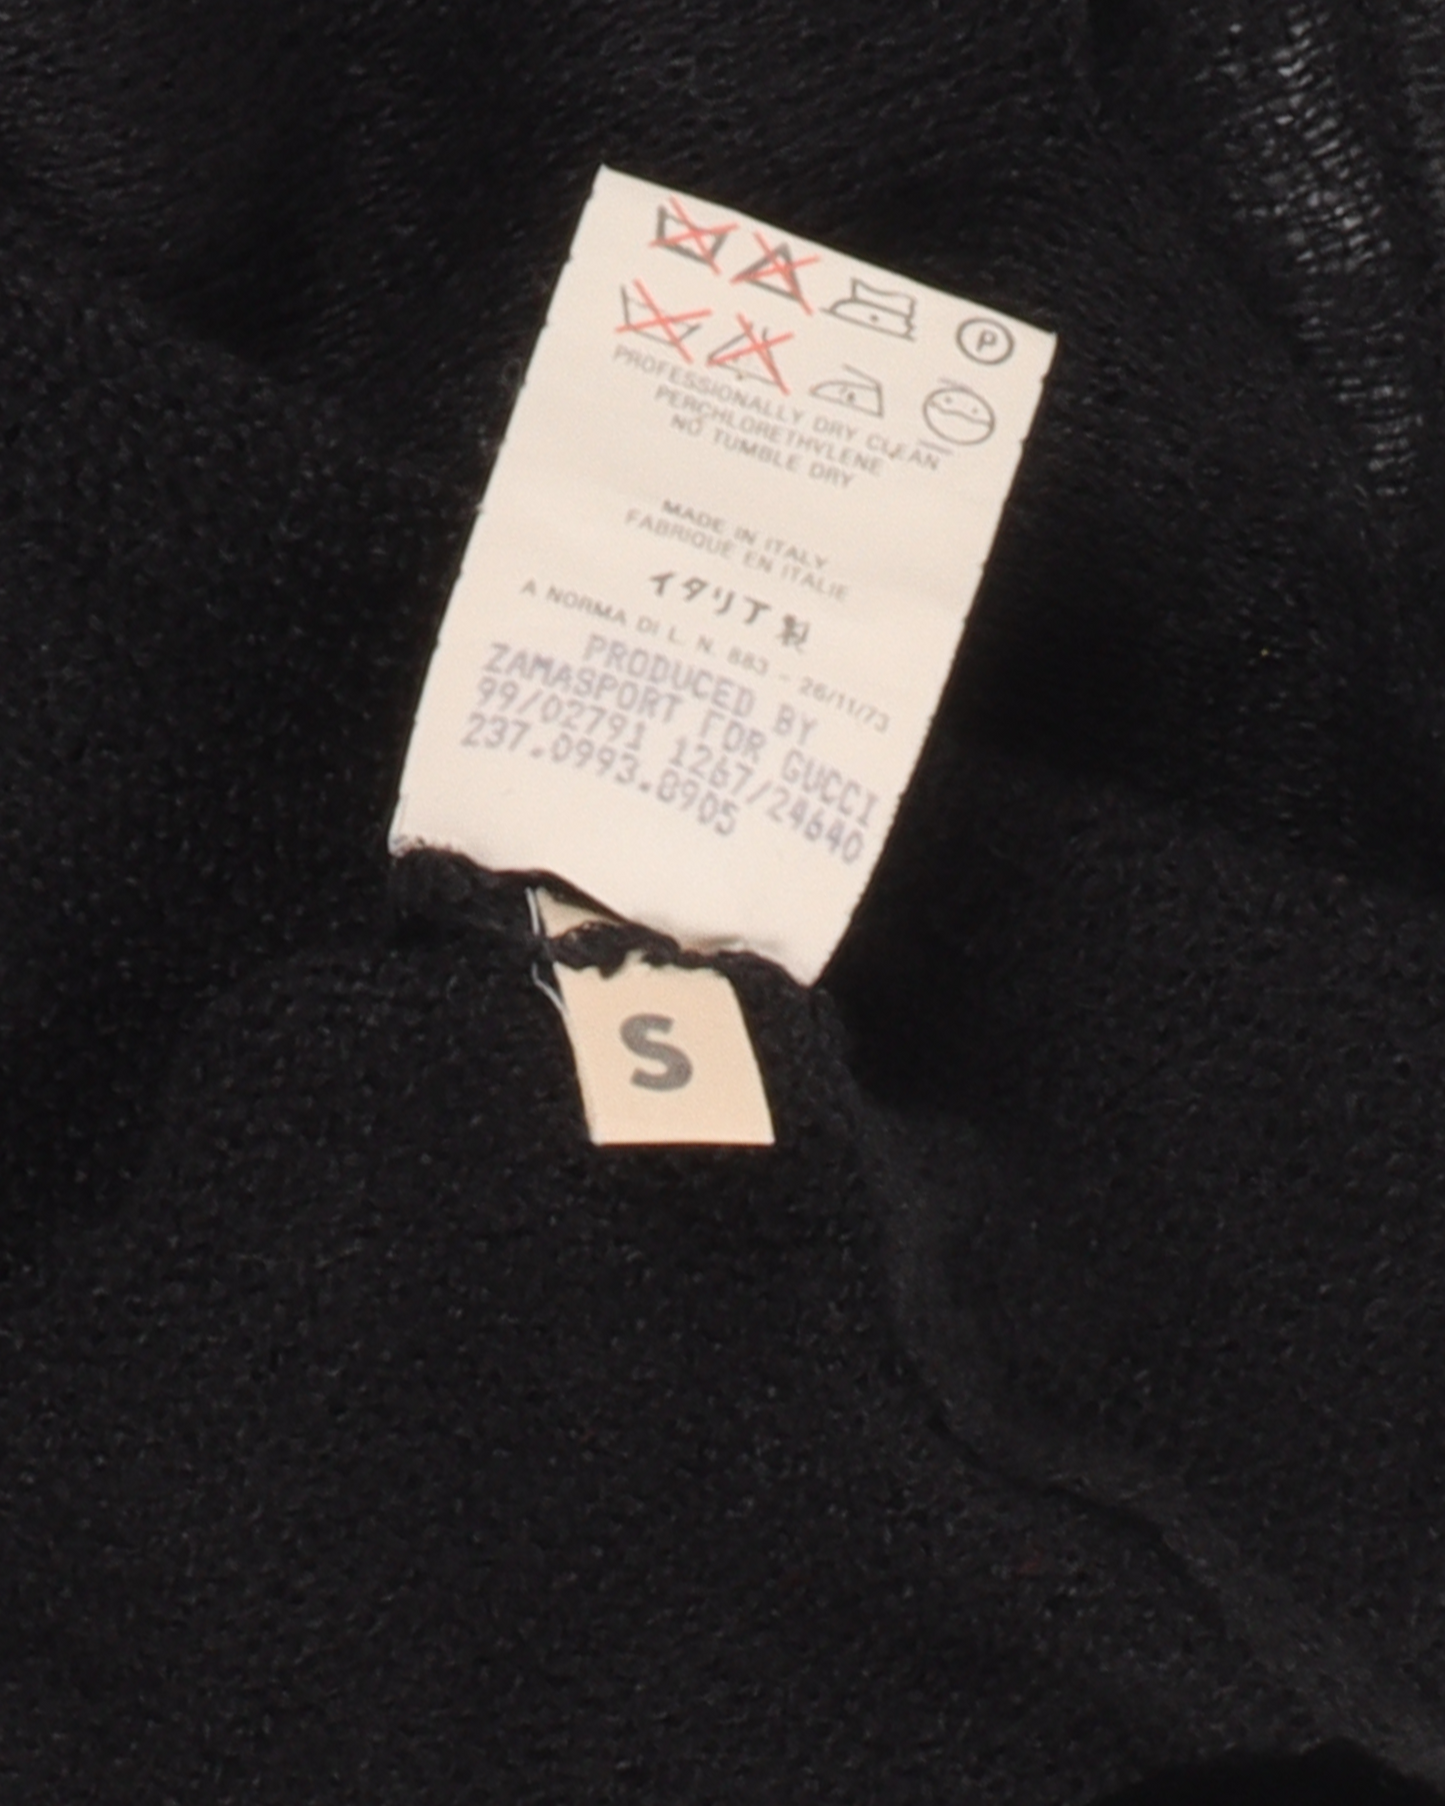 P
PROFESSIONALLY DRY CLEAN
PERCHLORETHYLENE
NO TUMBLE DRY
MADE IN ITALY
FABRIQUE EN ITALIE
イタリア製
A NORMA DI L. N. 883 - 26/11/73
PRODUCED BY
ZAMASPORT FOR GUCCI
99/02791 1267/24640
237.0993.8905
S